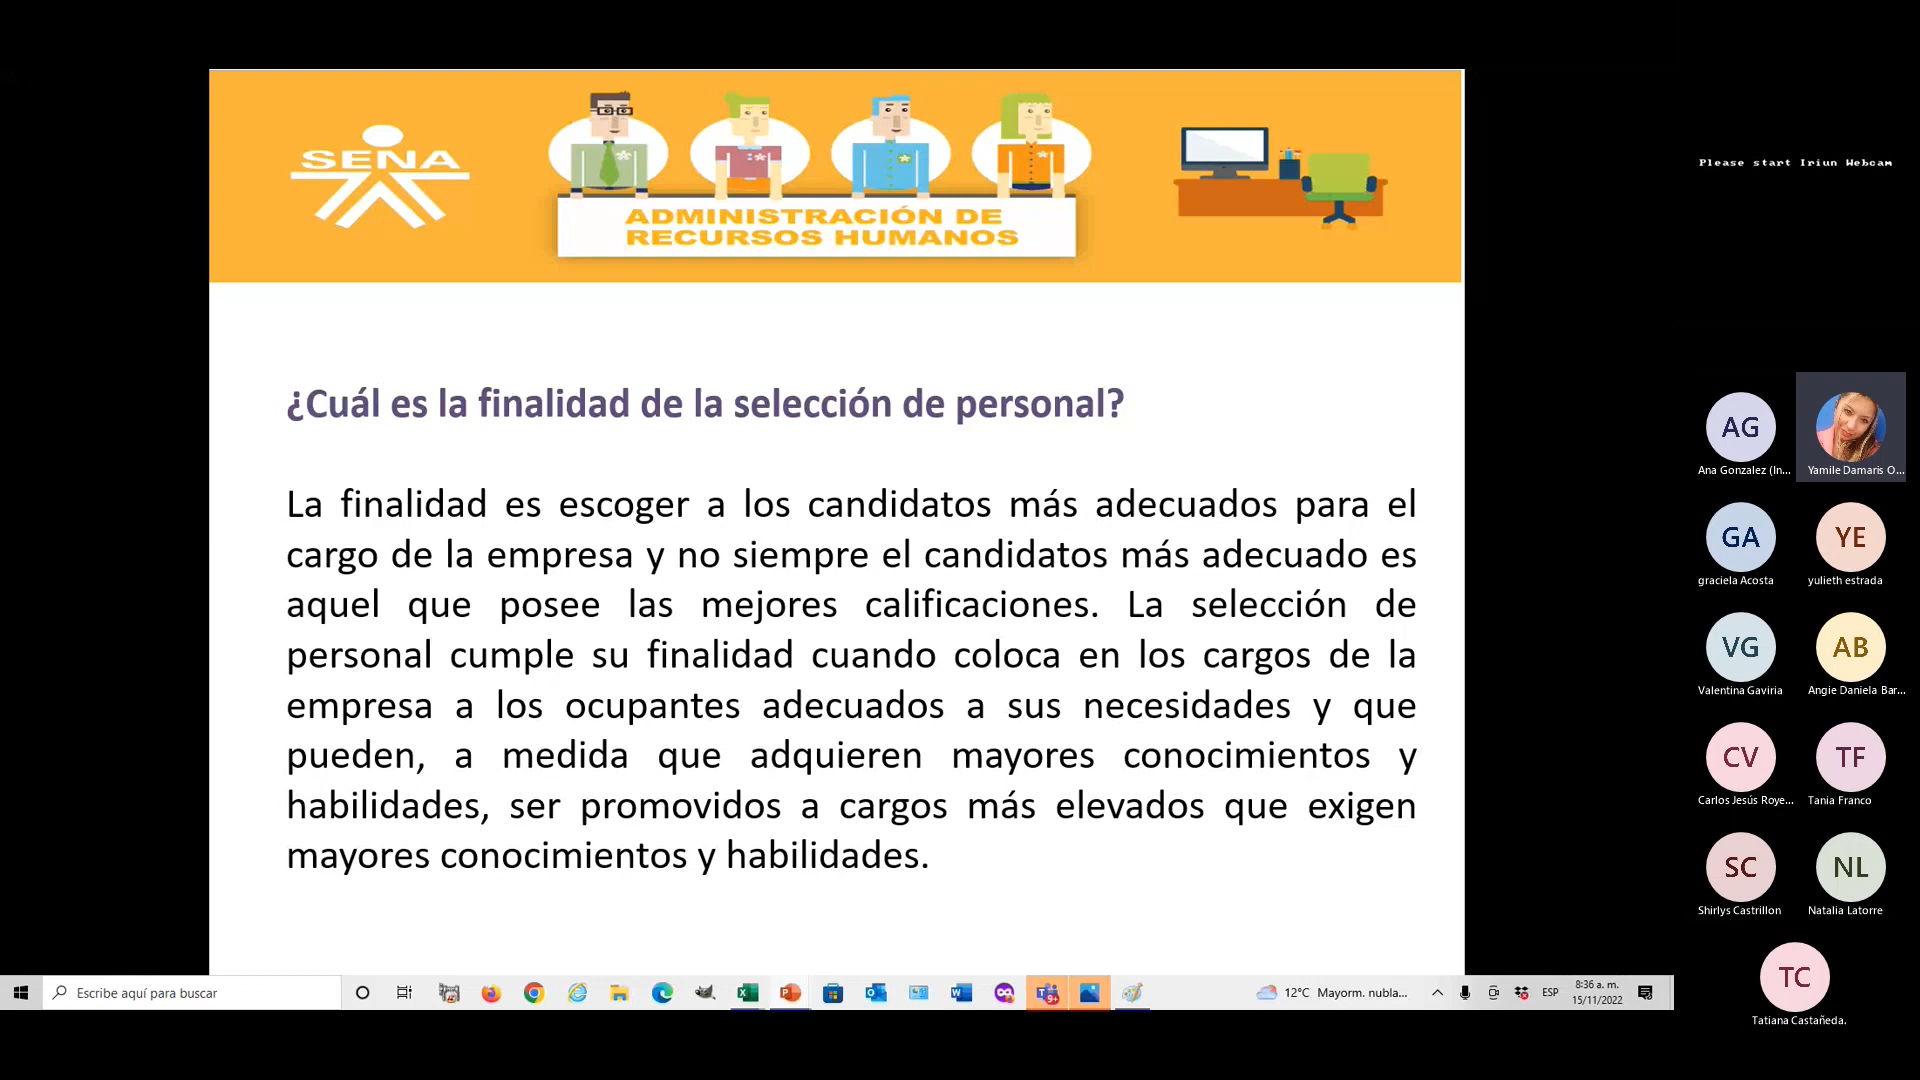 SENA
ADMINISTRACIÓN DE
RECURSOS HUMANOS
¿Cuál es la finalidad de la selección de personal?
La finalidad es escoger a los candidatos más adecuados para el
cargo de la empresa y no siempre el candidatos más adecuado es
aquel que posee las mejores calificaciones. La selección de
personal cumple su finalidad cuando coloca en los cargos de la
empresa a los ocupantes adecuados a sus necesidades y que
pueden, a medida que adquieren mayores conocimientos y
habilidades, ser promovidos a cargos más elevados que exigen
mayores conocimientos y habilidades.
Please start Iriun Webcam
AG
Ana Gonzalez (In...
Yamile Damaris O...
GA
graciela Acosta
YE
yulieth estrada
VG
Valentina Gaviria
AB
Angie Daniela Bar...
CV
Carlos Jesús Roye...
TF
Tania Franco
SC
Shirlys Castrillon
NL
Natalia Latorre
TC
Tatiana Castañeda.
Escribe aquí para buscar
9+
12°C Mayorm. nubla...
ESP
8:36 a. m.
15/11/2022